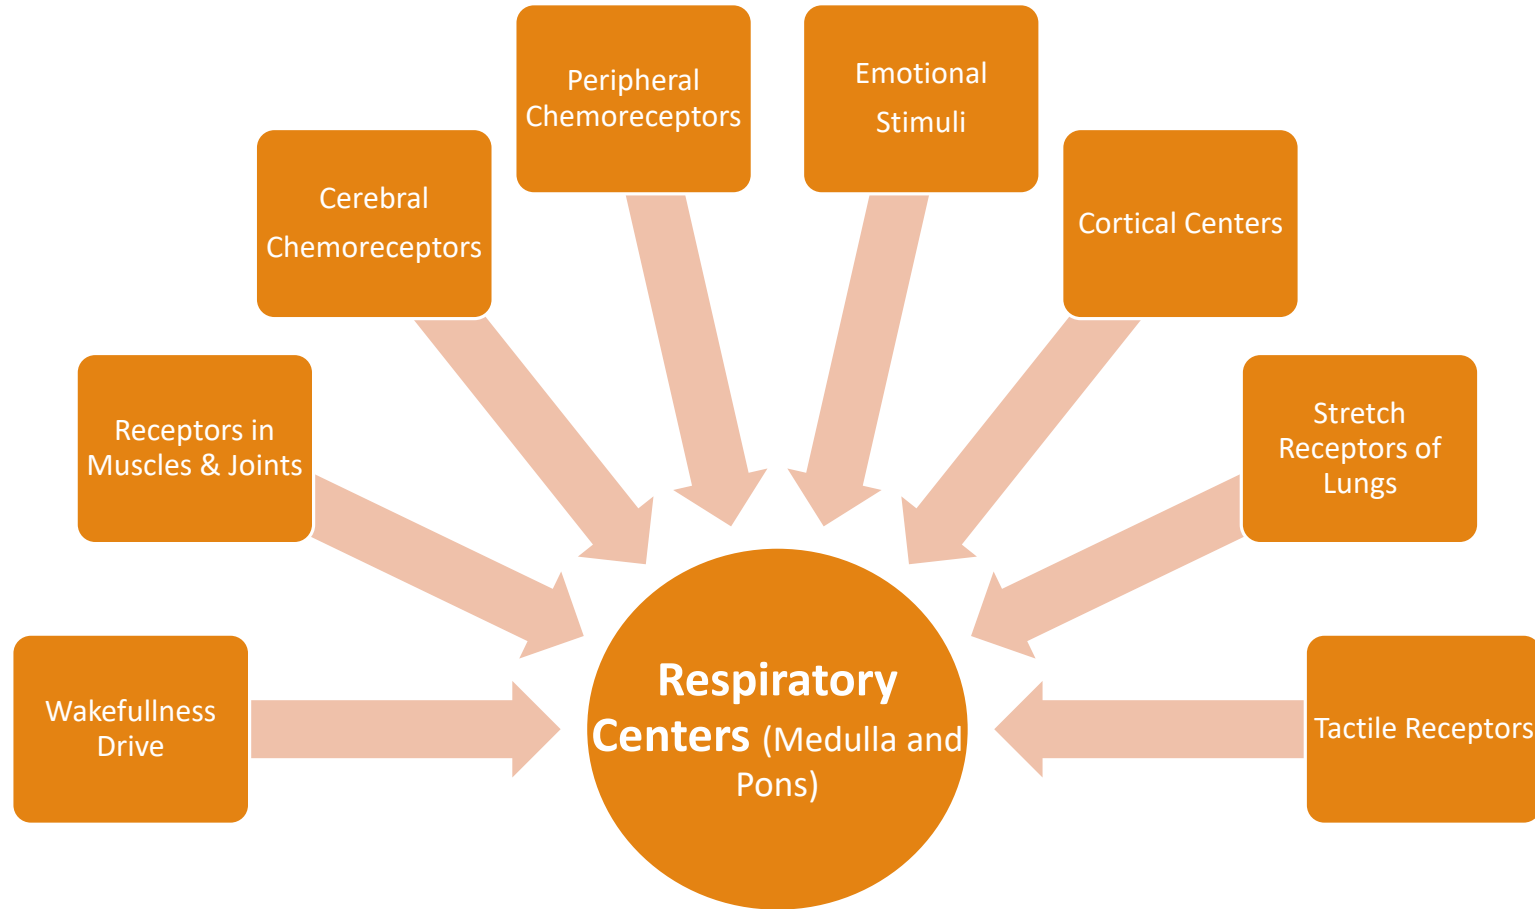 Peripheral
Chemoreceptors
Emotional
Stimuli
Cerebral
Chemoreceptors
Cortical Centers
Receptors in
Muscles & Joints
Stretch
Receptors of
Lungs
Wakefullness
Drive
Respiratory
Centers (Medulla and
Pons)
Tactile Receptors